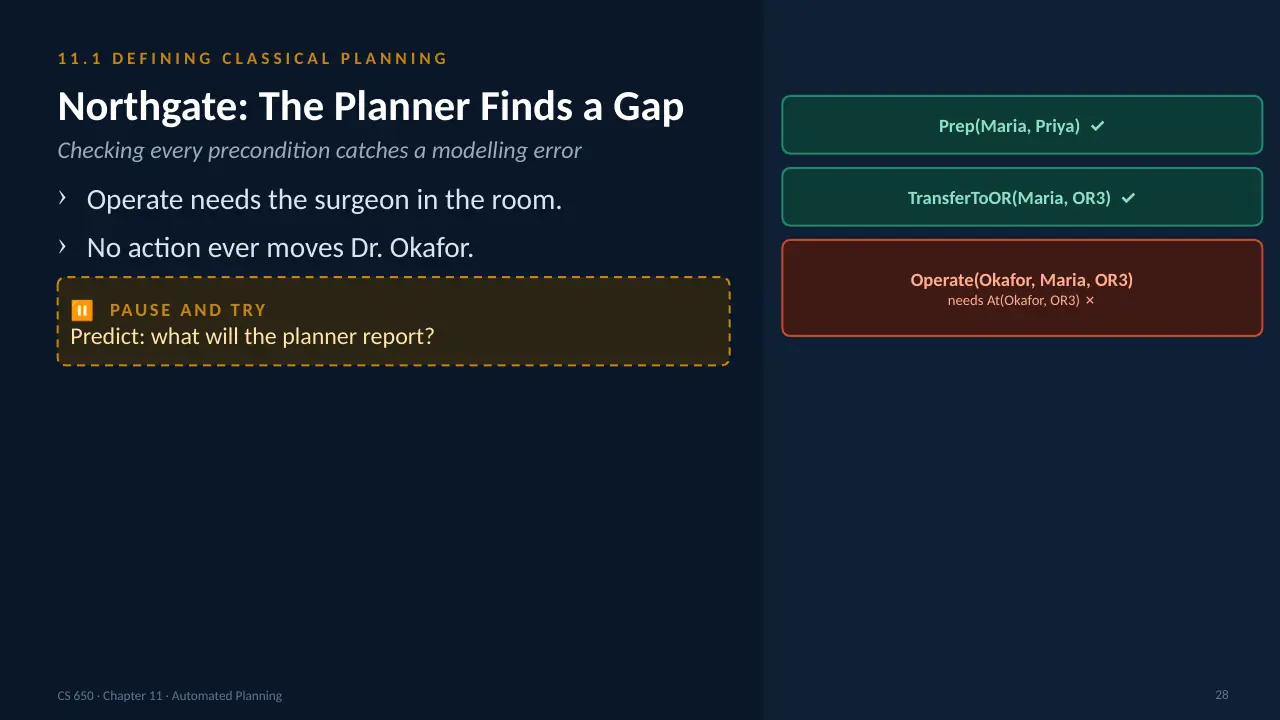 11.1 DEFINING CLASSICAL PLANNING
Northgate: The Planner Finds a Gap
Checking every precondition catches a modelling error
› Operate needs the surgeon in the room.
› No action ever moves Dr. Okafor.
⏸ PAUSE AND TRY
Predict: what will the planner report?
Prep(Maria, Priya) ✓
TransferToOR(Maria, OR3) ✓
Operate(Okafor, Maria, OR3)
needs At(Okafor, OR3) ✕
CS 650 · Chapter 11 · Automated Planning
28